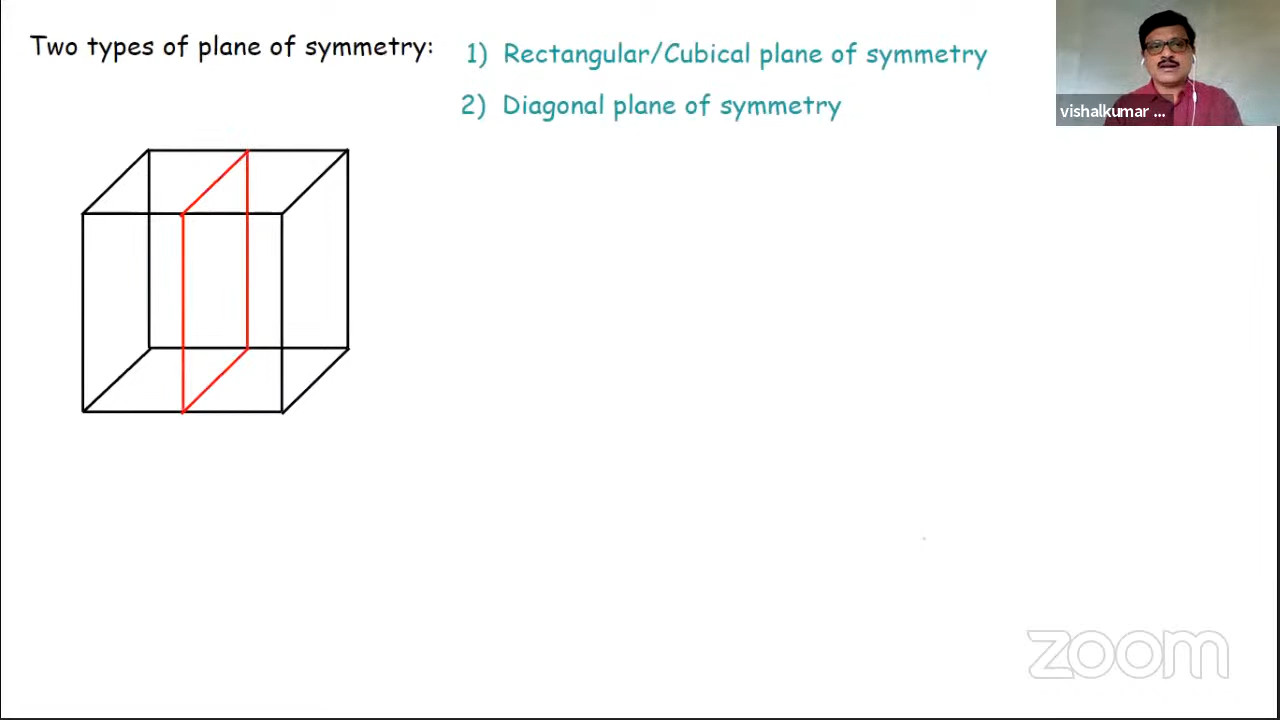 Two types of plane of symmetry:
1) Rectangular/Cubical plane of symmetry
2) Diagonal plane of symmetry
vishalkumar ...
zoom